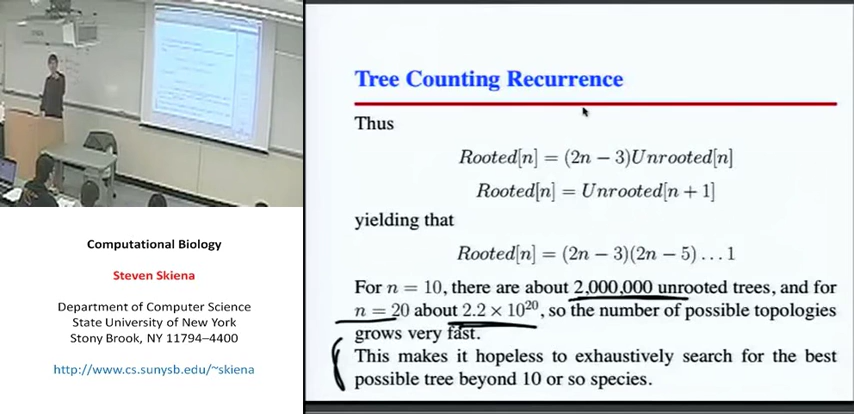 Computational Biology
Steven Skiena
Department of Computer Science
State University of New York
Stony Brook, NY 11794–4400
http://www.cs.sunysb.edu/~skiena
Tree Counting Recurrence
Thus
Rooted[n] = (2n − 3)Unrooted[n]
Rooted[n] = Unrooted[n + 1]
yielding that
Rooted[n] = (2n − 3)(2n − 5) . . . 1
For n = 10, there are about 2,000,000 unrooted trees, and for
n = 20 about 2.2 × 10²⁰, so the number of possible topologies
grows very fast.
This makes it hopeless to exhaustively search for the best
possible tree beyond 10 or so species.